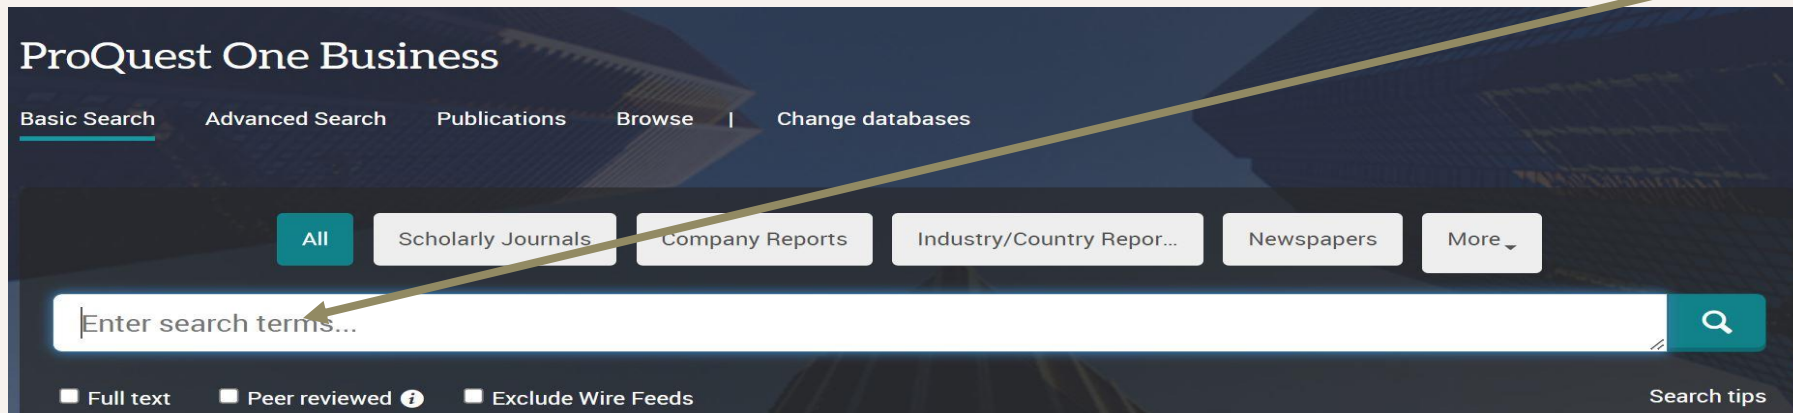 ProQuest One Business
Basic Search Advanced Search Publications Browse | Change databases
All Scholarly Journals Company Reports Industry/Country Repor... Newspapers More
Enter search terms...
Full text Peer reviewed i Exclude Wire Feeds Search tips